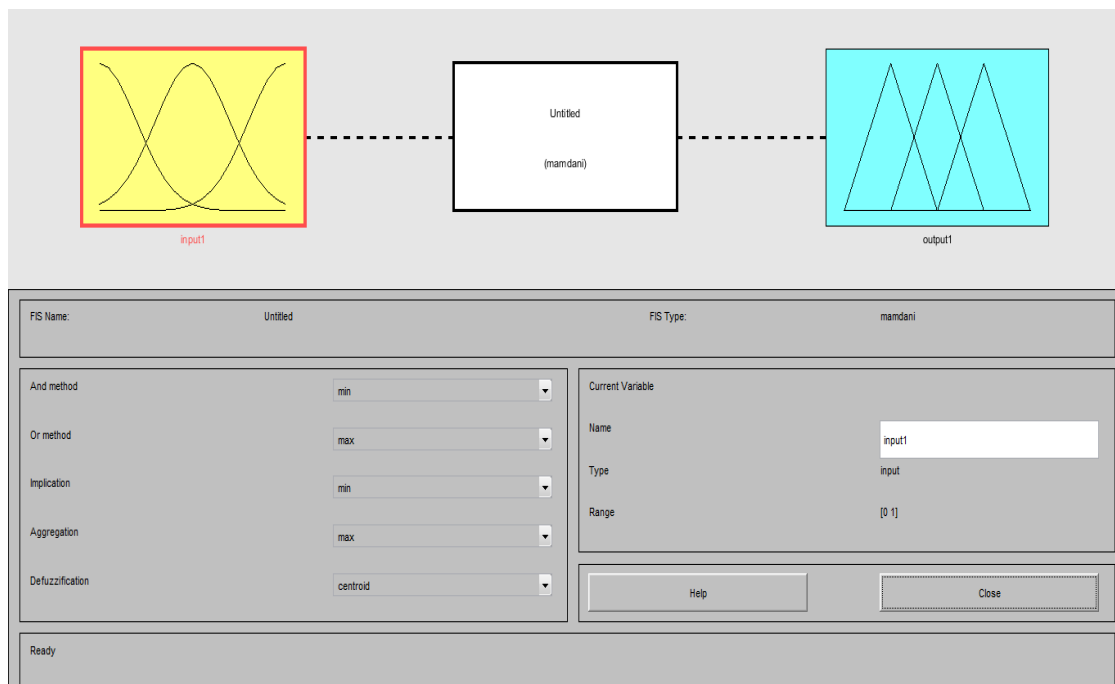 Untitled
(mamdani)
input1
output1
FIS Name:
Untitled
FIS Type:
mamdani
And method
min
Or method
max
Implication
min
Aggregation
max
Defuzzification
centroid
Current Variable
Name
input1
Type
input
Range
[0 1]
Help
Close
Ready